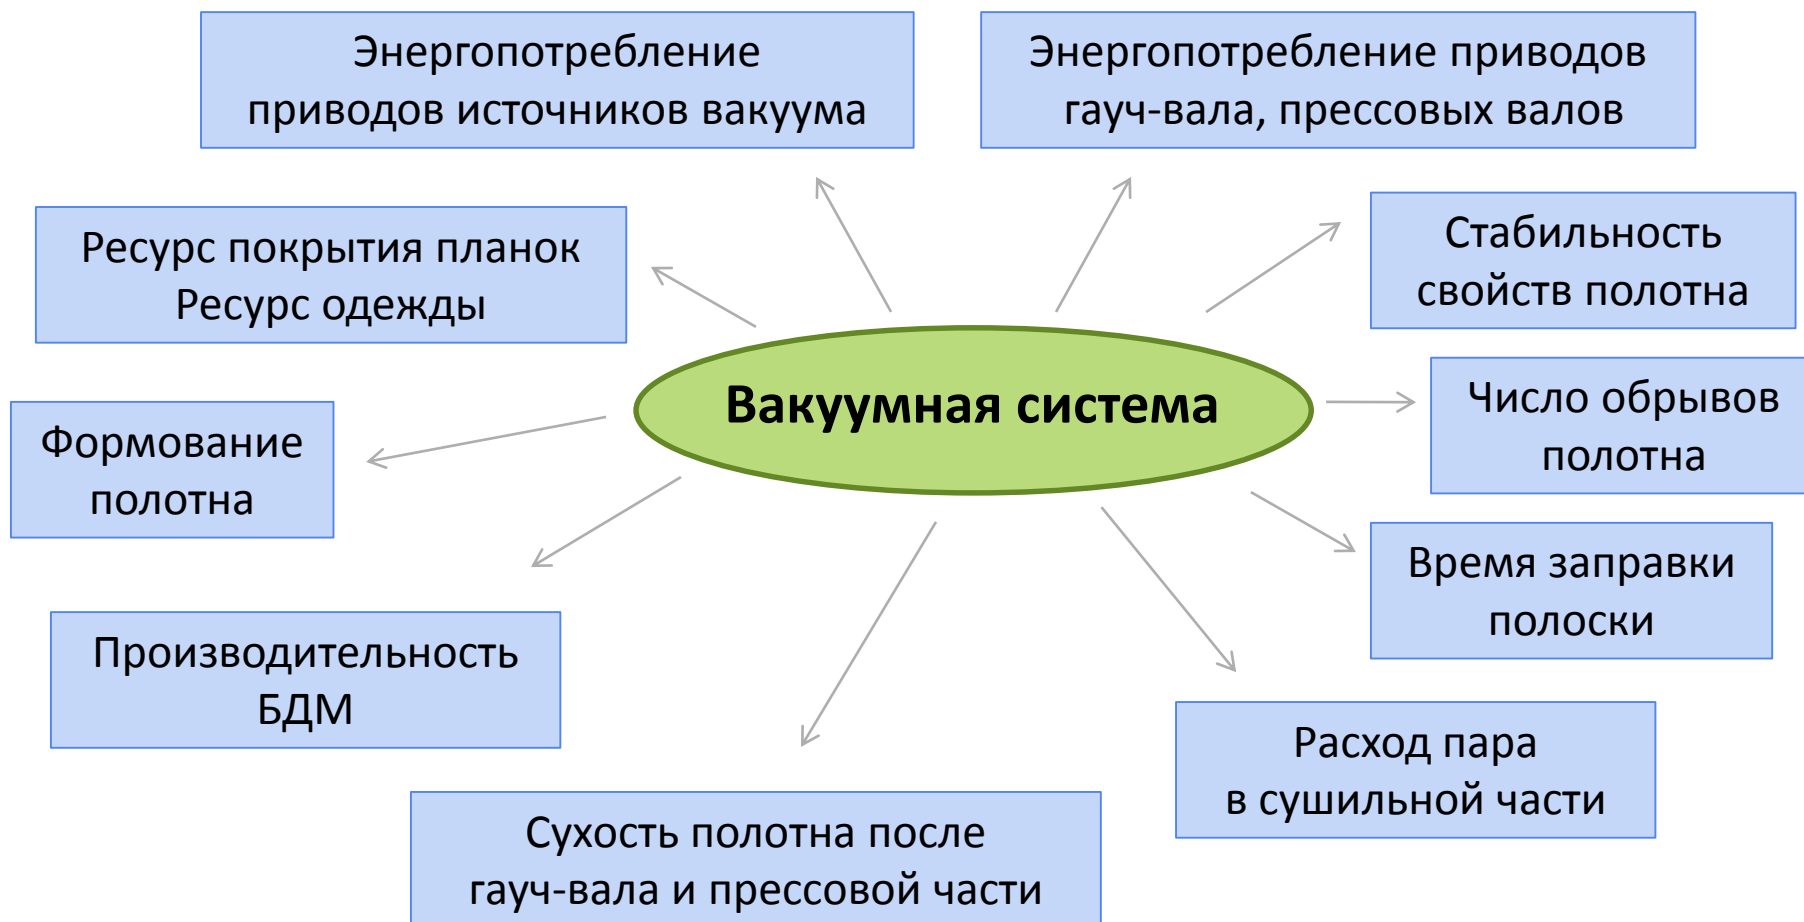 Энергопотребление
приводов источников вакуума
Энергопотребление приводов
гауч-вала, прессовых валов
Ресурс покрытия планок
Ресурс одежды
Стабильность
свойств полотна
Вакуумная система
Число обрывов
полотна
Формование
полотна
Время заправки
полоски
Производительность
БДМ
Расход пара
в сушильной части
Сухость полотна после
гауч-вала и прессовой части